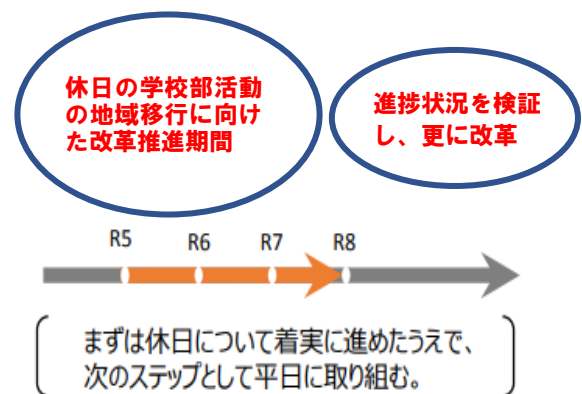 休日の学校部活動
の地域移行に向け
た改革推進期間
進捗状況を検証
し、更に改革
R5 R6 R7 R8
まずは休日について着実に進めたうえで、
次のステップとして平日に取り組む。